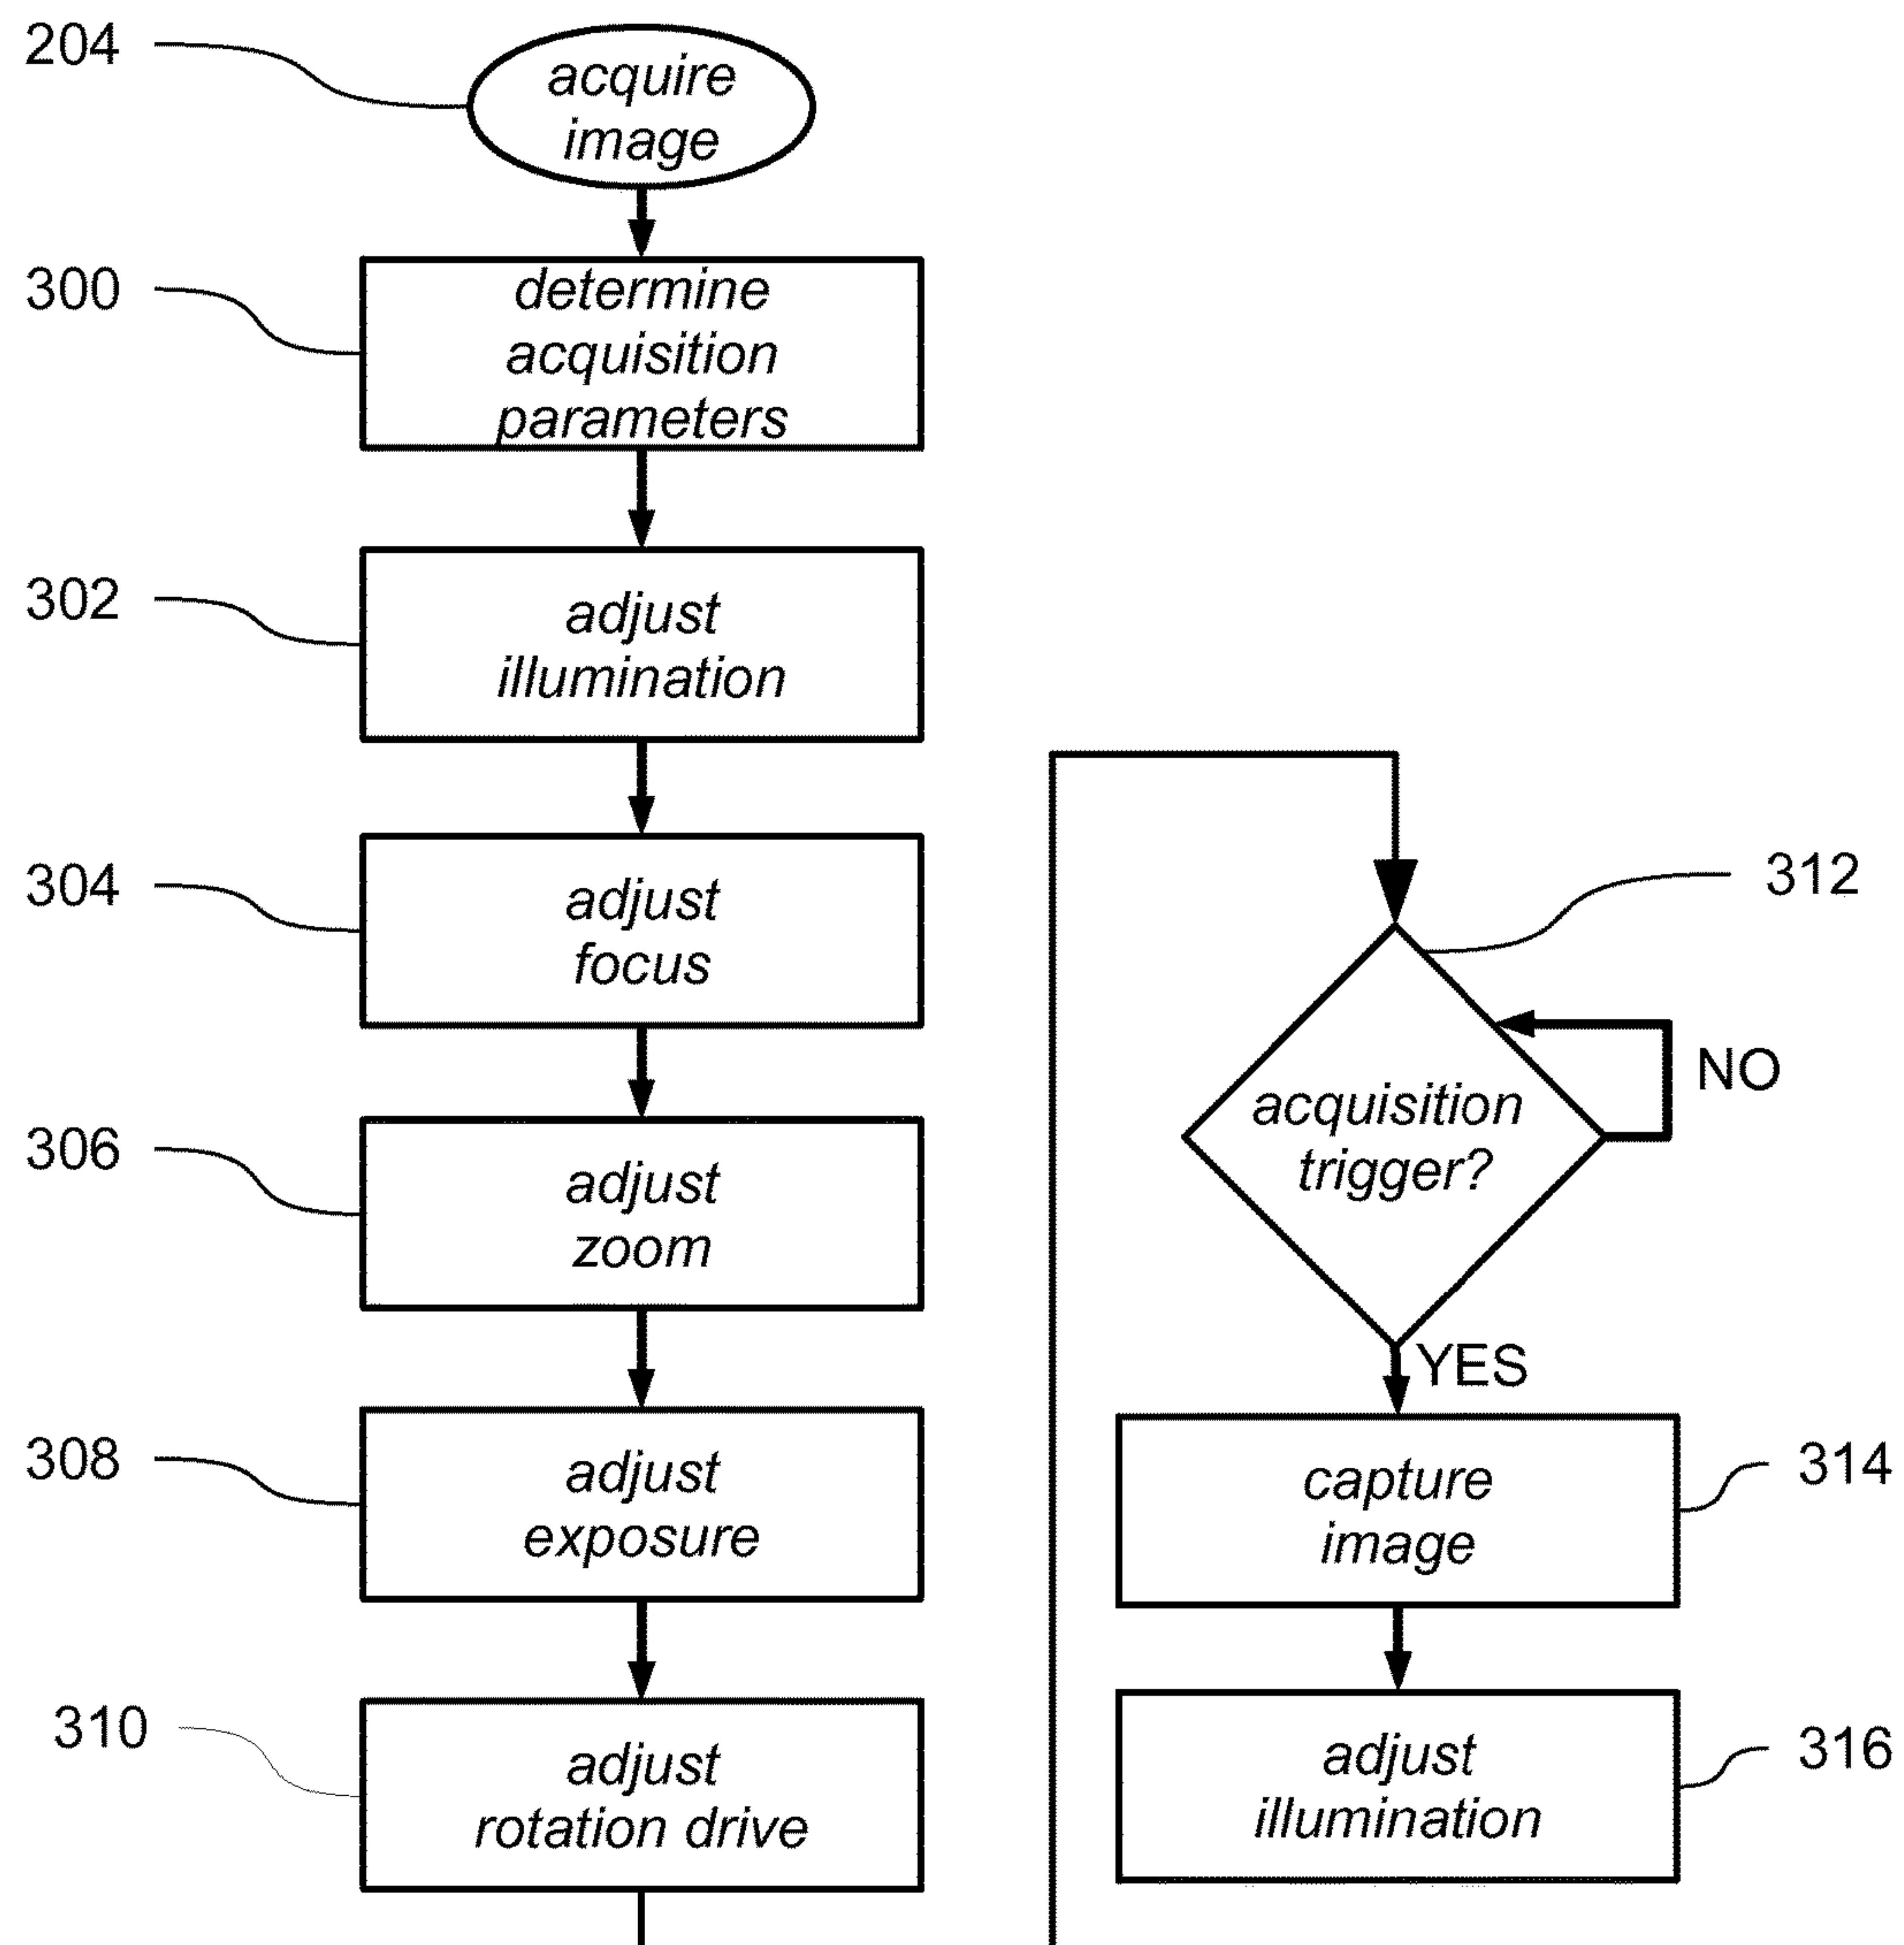 204
acquire
image
300
determine
acquisition
parameters
302
adjust
illumination
304
adjust
focus
306
adjust
zoom
308
adjust
exposure
310
adjust
rotation drive
312
acquisition
trigger?
NO
YES
capture
image
314
adjust
illumination
316